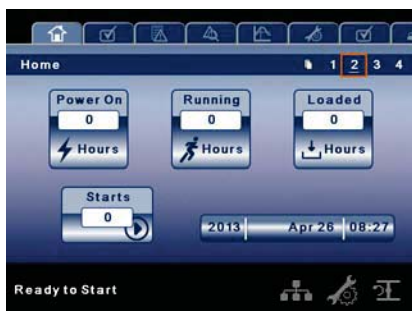 Home 1 2 3 4
Power On Running Loaded
0 0 0
Hours Hours Hours
Starts
0
2013 Apr 26 08:27
Ready to Start